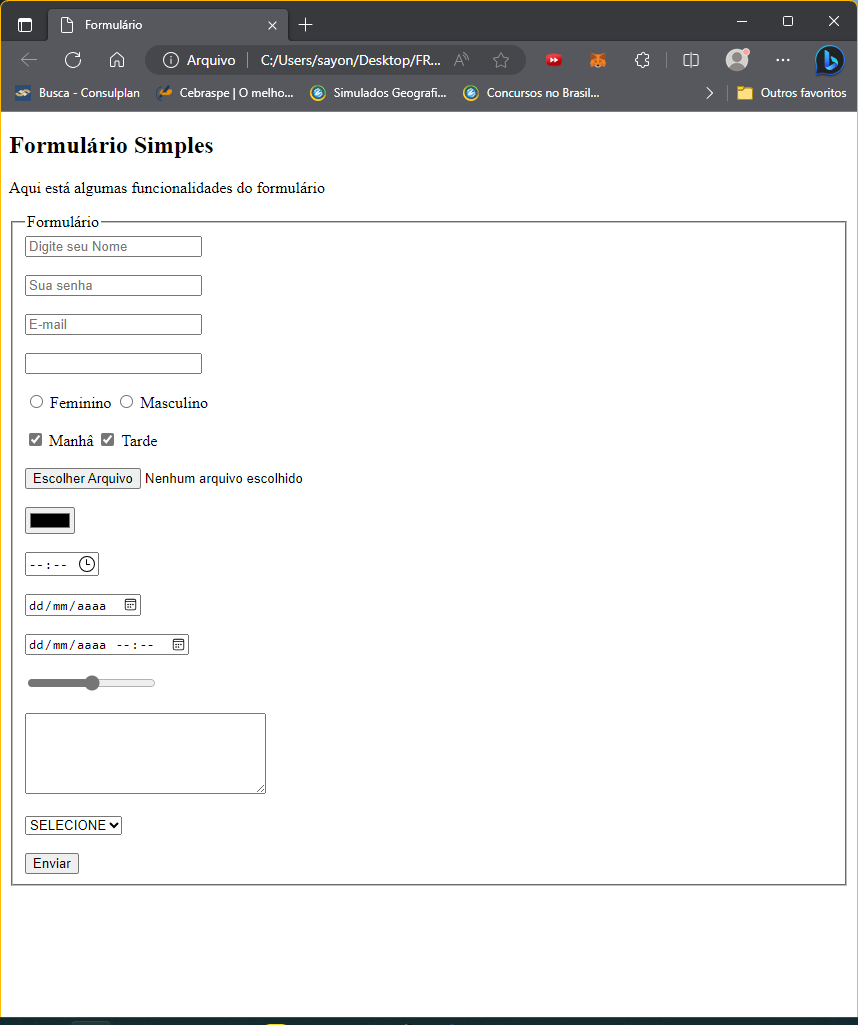 Formulário
Arquivo C:/Users/sayon/Desktop/FR...
Busca - Consulplan Cebraspe | O melho... Simulados Geografi... Concursos no Brasil... Outros favoritos
Formulário Simples
Aqui está algumas funcionalidades do formulário
Formulário
Digite seu Nome
Sua senha
E-mail
Feminino Masculino
Manhâ Tarde
Escolher Arquivo Nenhum arquivo escolhido
--:--
dd/mm/aaaa
dd/mm/aaaa --:--
SELECIONE
Enviar